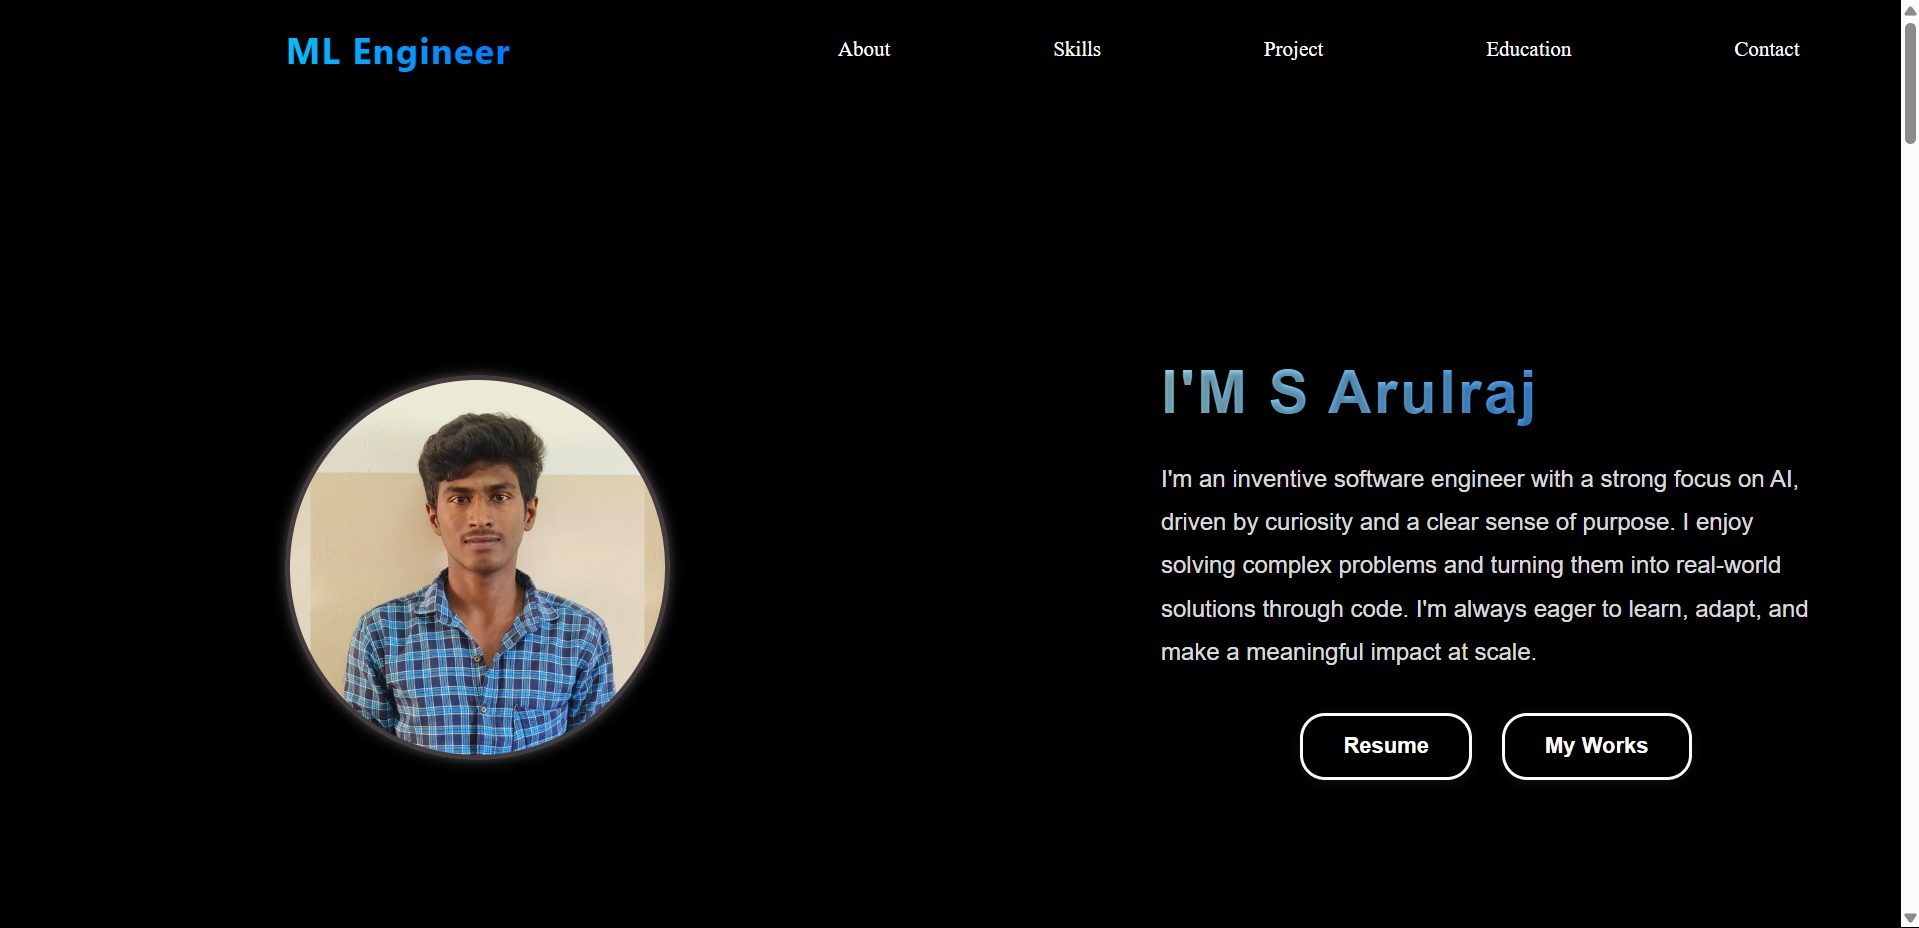 ML Engineer
About
Skills
Project
Education
Contact
I'M S Arulraj
I'm an inventive software engineer with a strong focus on AI,
driven by curiosity and a clear sense of purpose. I enjoy
solving complex problems and turning them into real-world
solutions through code. I'm always eager to learn, adapt, and
make a meaningful impact at scale.
Resume
My Works